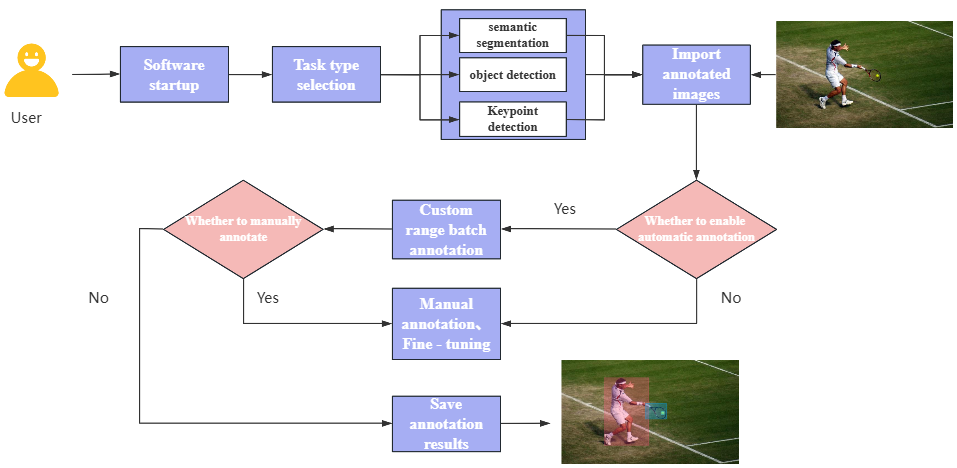 User
Software
startup
Task type
selection
semantic
segmentation
object detection
Keypoint
detection
Import
annotated
images
Whether to enable
automatic annotation
Yes
No
Custom
range batch
annotation
Whether to manually
annotate
Yes
No
Manual
annotation、
Fine - tuning
Save
annotation
results